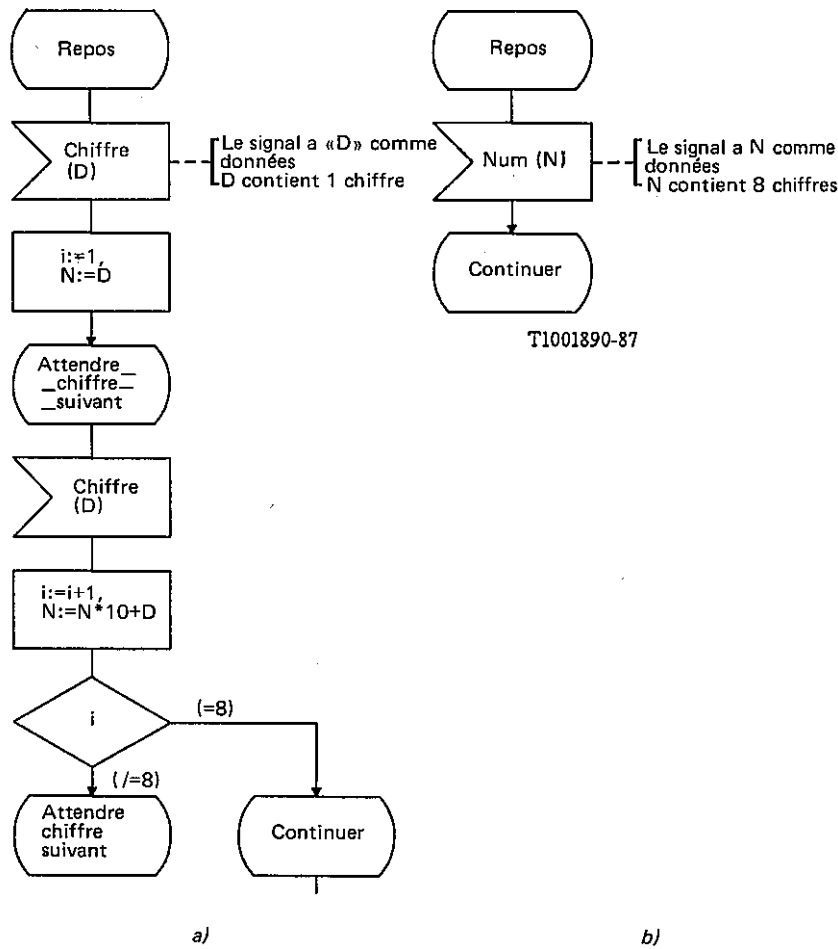 Repos
Chiffre
(D)
Le signal a «D» comme
données
D contient 1 chiffre
i:=1,
N:=D
Attendre_
_chiffre_
_suivant
Chiffre
(D)
i:=i+1,
N:=N*10+D
i
(=8)
(/=8)
Attendre
chiffre
suivant
Continuer
a)
Repos
Num (N)
Le signal a N comme
données
N contient 8 chiffres
Continuer
T1001890-87
b)